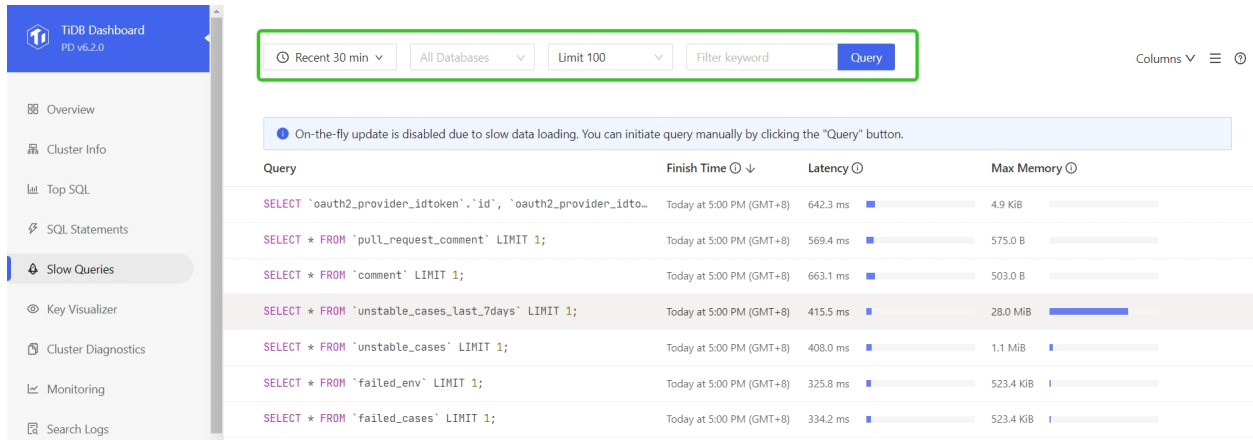 TiDB Dashboard
PD v6.2.0
Overview
Cluster Info
Top SQL
SQL Statements
Slow Queries
Key Visualizer
Cluster Diagnostics
Monitoring
Search Logs
Recent 30 min All Databases Limit 100 Filter keyword Query Columns
On-the-fly update is disabled due to slow data loading. You can initiate query manually by clicking the "Query" button.
Query Finish Time Latency Max Memory
SELECT `oauth2_provider_idtoken`.`id`, `oauth2_provider_idto… Today at 5:00 PM (GMT+8) 642.3 ms 4.9 KiB
SELECT * FROM `pull_request_comment` LIMIT 1; Today at 5:00 PM (GMT+8) 569.4 ms 575.0 B
SELECT * FROM `comment` LIMIT 1; Today at 5:00 PM (GMT+8) 663.1 ms 503.0 B
SELECT * FROM `unstable_cases_last_7days` LIMIT 1; Today at 5:00 PM (GMT+8) 415.5 ms 28.0 MiB
SELECT * FROM `unstable_cases` LIMIT 1; Today at 5:00 PM (GMT+8) 408.0 ms 1.1 MiB
SELECT * FROM `failed_env` LIMIT 1; Today at 5:00 PM (GMT+8) 325.8 ms 523.4 KiB
SELECT * FROM `failed_cases` LIMIT 1; Today at 5:00 PM (GMT+8) 334.2 ms 523.4 KiB